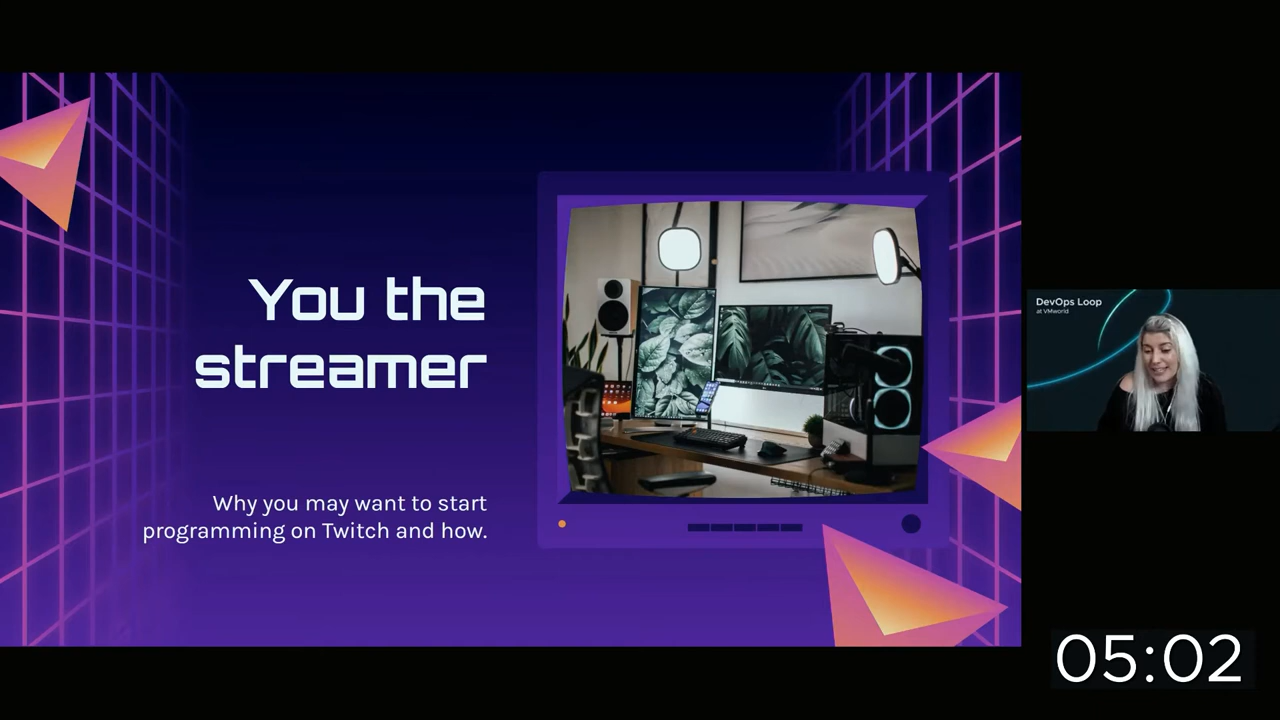 You the
streamer
Why you may want to start
programming on Twitch and how.
DevOps Loop
at VMworld
05:02